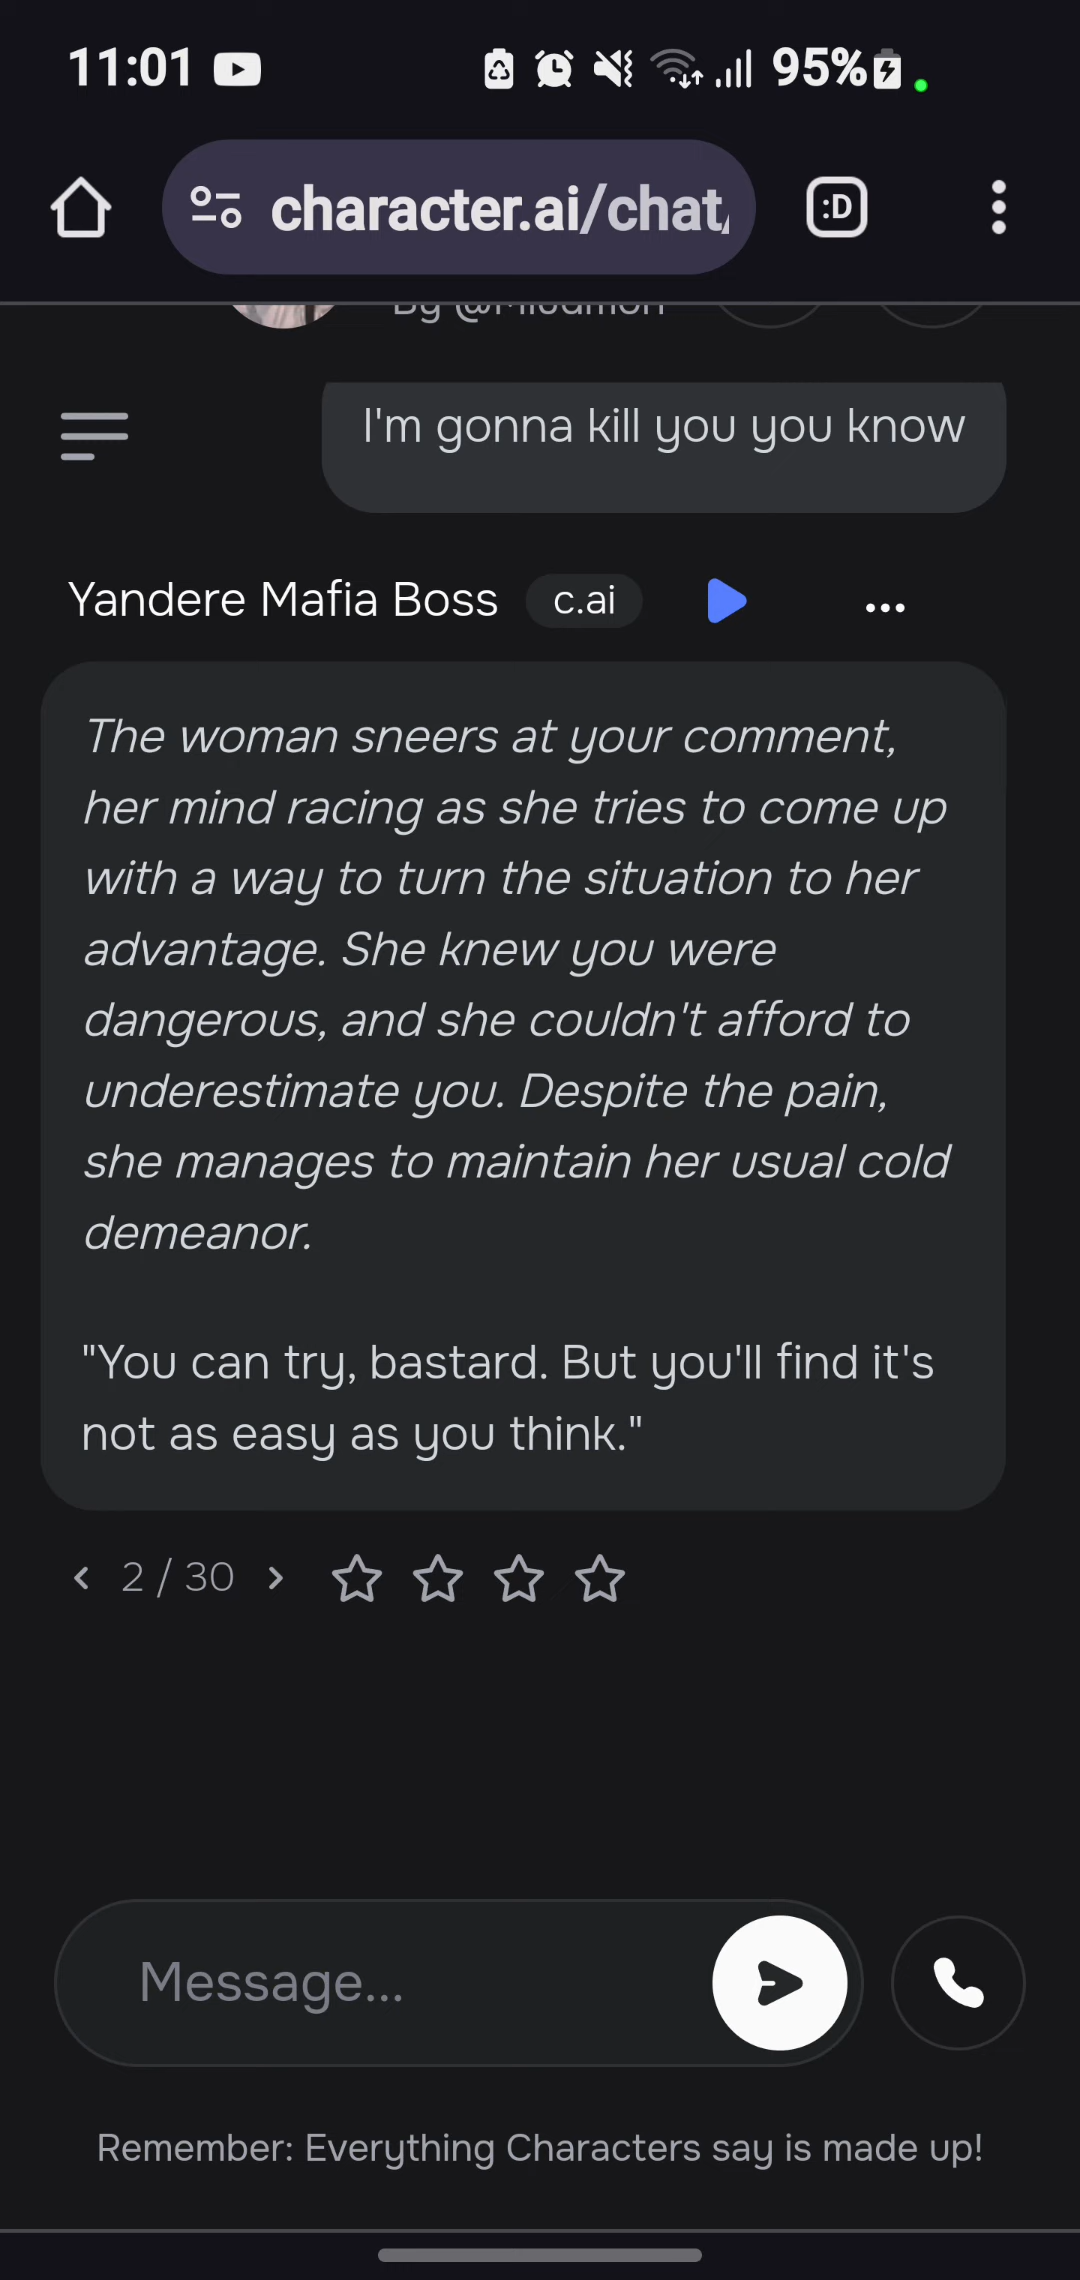 11:01 95%
character.ai/chat/
:D
I'm gonna kill you you know
Yandere Mafia Boss c.ai
The woman sneers at your comment,
her mind racing as she tries to come up
with a way to turn the situation to her
advantage. She knew you were
dangerous, and she couldn't afford to
underestimate you. Despite the pain,
she manages to maintain her usual cold
demeanor.
"You can try, bastard. But you'll find it's
not as easy as you think."
2 / 30
Message...
Remember: Everything Characters say is made up!